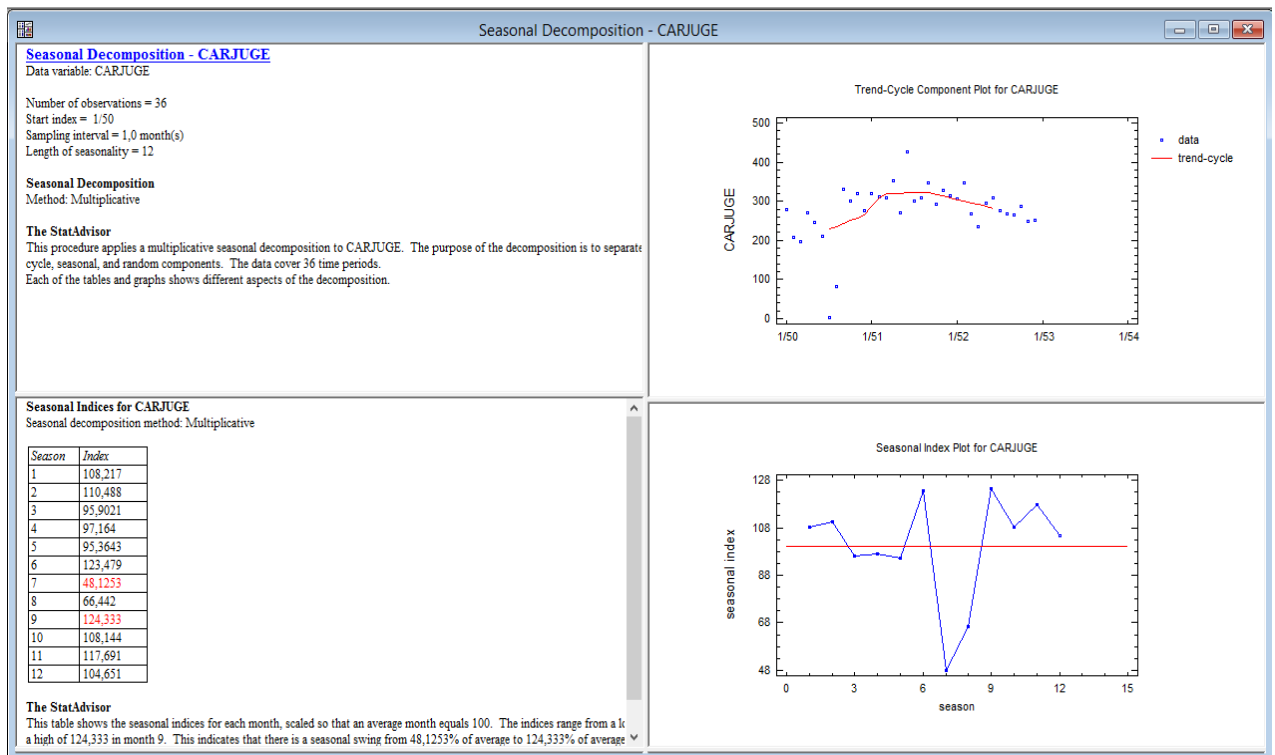 Seasonal Decomposition - CARJUGE
Seasonal Decomposition - CARJUGE
Data variable: CARJUGE
Number of observations = 36
Start index = 1/50
Sampling interval = 1,0 month(s)
Length of seasonality = 12
Seasonal Decomposition
Method: Multiplicative
The StatAdvisor
This procedure applies a multiplicative seasonal decomposition to CARJUGE. The purpose of the decomposition is to separate
cycle, seasonal, and random components. The data cover 36 time periods.
Each of the tables and graphs shows different aspects of the decomposition.
Trend-Cycle Component Plot for CARJUGE
CARJUGE
500
400
300
200
100
0
1/50 1/51 1/52 1/53 1/54
data
trend-cycle
Seasonal Indices for CARJUGE
Seasonal decomposition method: Multiplicative
Season Index
1 108,217
2 110,488
3 95,9021
4 97,164
5 95,3643
6 123,479
7 48,1253
8 66,442
9 124,333
10 108,144
11 117,691
12 104,651
The StatAdvisor
This table shows the seasonal indices for each month, scaled so that an average month equals 100. The indices range from a
a high of 124,333 in month 9. This indicates that there is a seasonal swing from 48,1253% of average to 124,333% of average
Seasonal Index Plot for CARJUGE
seasonal index
128
108
88
68
48
0 3 6 9 12 15
season